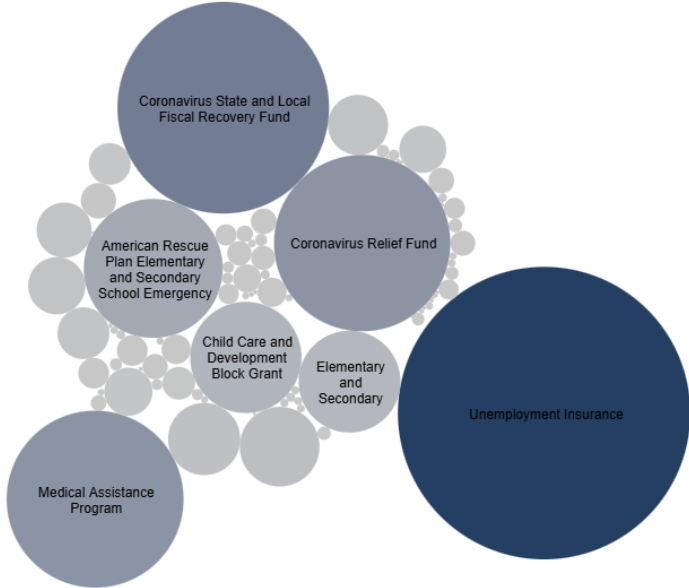 Coronavirus State and Local
Fiscal Recovery Fund
American Rescue
Plan Elementary
and Secondary
School Emergency
Coronavirus Relief Fund
Child Care and
Development
Block Grant
Elementary
and
Secondary
Unemployment Insurance
Medical Assistance
Program